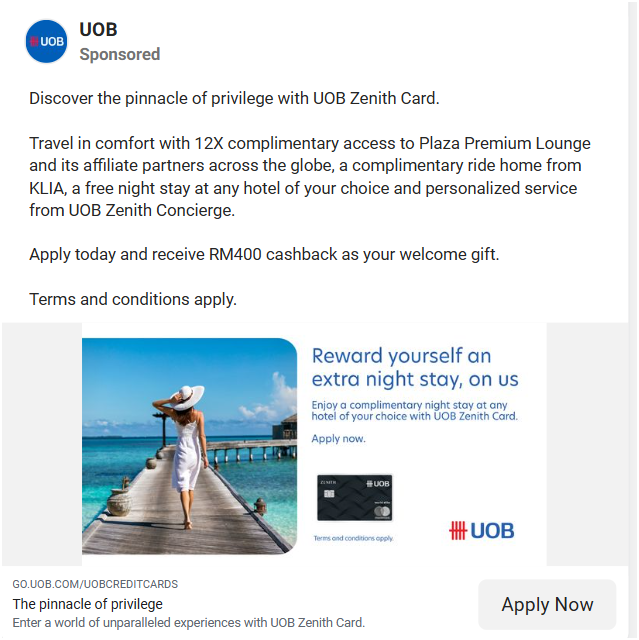 UOB
UOB
Sponsored
Discover the pinnacle of privilege with UOB Zenith Card.
Travel in comfort with 12X complimentary access to Plaza Premium Lounge
and its affiliate partners across the globe, a complimentary ride home from
KLIA, a free night stay at any hotel of your choice and personalized service
from UOB Zenith Concierge.
Apply today and receive RM400 cashback as your welcome gift.
Terms and conditions apply.
Reward yourself an
extra night stay, on us
Enjoy a complimentary night stay at any
hotel of your choice with UOB Zenith Card.
Apply now.
ZENITH UOB
Terms and conditions apply.
UOB
GO.UOB.COM/UOBCREDITCARDS
The pinnacle of privilege
Enter a world of unparalleled experiences with UOB Zenith Card.
Apply Now